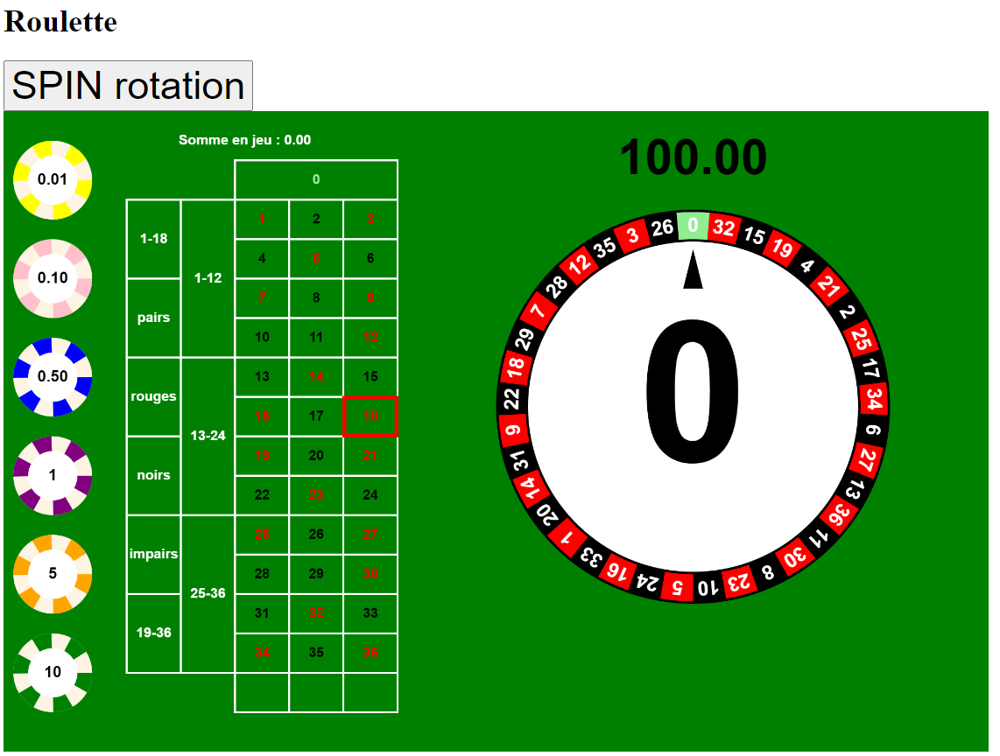 Roulette
SPIN rotation
Somme en jeu : 0.00
100.00
0.01
0.10
0.50
1
5
10
0
1 2 3
4 5 6
7 8 9
10 11 12
13 14 15
16 17 18
19 20 21
22 23 24
25 26 27
28 29 30
31 32 33
34 35 36
1-18
pairs
rouges
noirs
impairs
19-36
1-12
13-24
25-36
0 32 15 19 4 21 2 25 17 34 6 27 13 36 11 30 8 23 10 5 24 16 33 1 20 14 31 9 22 18 29 7 28 12 35 3 26
0